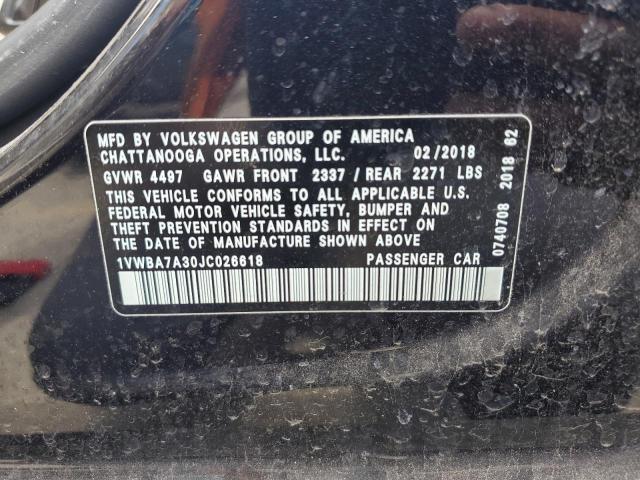 MFD BY VOLKSWAGEN GROUP OF AMERICA
CHATTANOOGA OPERATIONS, LLC. 02/2018
GVWR 4497 GAWR FRONT 2337 / REAR 2271 LBS
THIS VEHICLE CONFORMS TO ALL APPLICABLE U.S.
FEDERAL MOTOR VEHICLE SAFETY, BUMPER AND
THEFT PREVENTION STANDARDS IN EFFECT ON
THE DATE OF MANUFACTURE SHOWN ABOVE
1VWBA7A30JC026618 PASSENGER CAR
0740708 2018 62